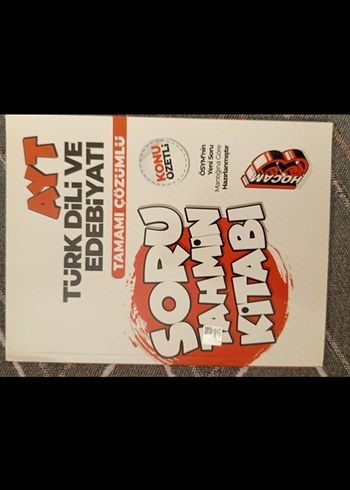 AYT
TÜRK DİLİ VE
EDEBİYATI
TAMAMI ÇÖZÜMLÜ
KONU
ÖZETLİ
ÖSYM'nin
Yeni Soru
Mantığına Göre
Hazırlanmıştır
HOCAM
SORU
TAHMİN
KİTABI